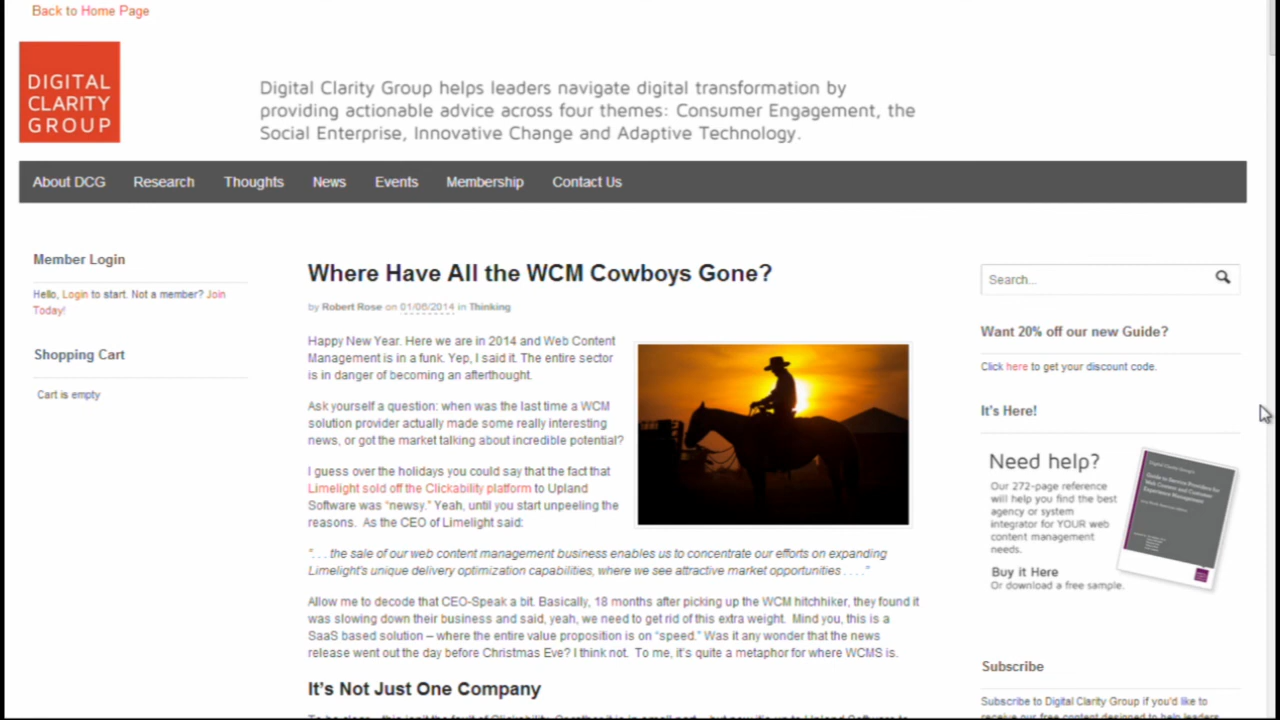 Back to Home Page
DIGITAL
CLARITY
GROUP
Digital Clarity Group helps leaders navigate digital transformation by
providing actionable advice across four themes: Consumer Engagement, the
Social Enterprise, Innovative Change and Adaptive Technology.
About DCG Research Thoughts News Events Membership Contact Us
Member Login
Hello, Login to start. Not a member? Join
Today!
Shopping Cart
Cart is empty
Where Have All the WCM Cowboys Gone?
by Robert Rose on 01/06/2014 in Thinking
Happy New Year. Here we are in 2014 and Web Content
Management is in a funk. Yep, I said it. The entire sector
is in danger of becoming an afterthought.
Ask yourself a question: when was the last time a WCM
solution provider actually made some really interesting
news, or got the market talking about incredible potential?
I guess over the holidays you could say that the fact that
Limelight sold off the Clickability platform to Upland
Software was “newsy.” Yeah, until you start unpeeling the
reasons. As the CEO of Limelight said:
“. . . the sale of our web content management business enables us to concentrate our efforts on expanding
Limelight's unique delivery optimization capabilities, where we see attractive market opportunities . . . .”
Allow me to decode that CEO-Speak a bit. Basically, 18 months after picking up the WCM hitchhiker, they found it
was slowing down their business and said, yeah, we need to get rid of this extra weight. Mind you, this is a
SaaS based solution – where the entire value proposition is on “speed.” Was it any wonder that the news
release went out the day before Christmas Eve? I think not. To me, it’s quite a metaphor for where WCMS is.
It’s Not Just One Company
Search...
Want 20% off our new Guide?
Click here to get your discount code.
It's Here!
Need help?
Our 272-page reference
will help you find the best
agency or system
integrator for YOUR web
content management
needs.
Buy it Here
Or download a free sample.
Subscribe
Subscribe to Digital Clarity Group if you'd like to
receive our free content designed to help leaders